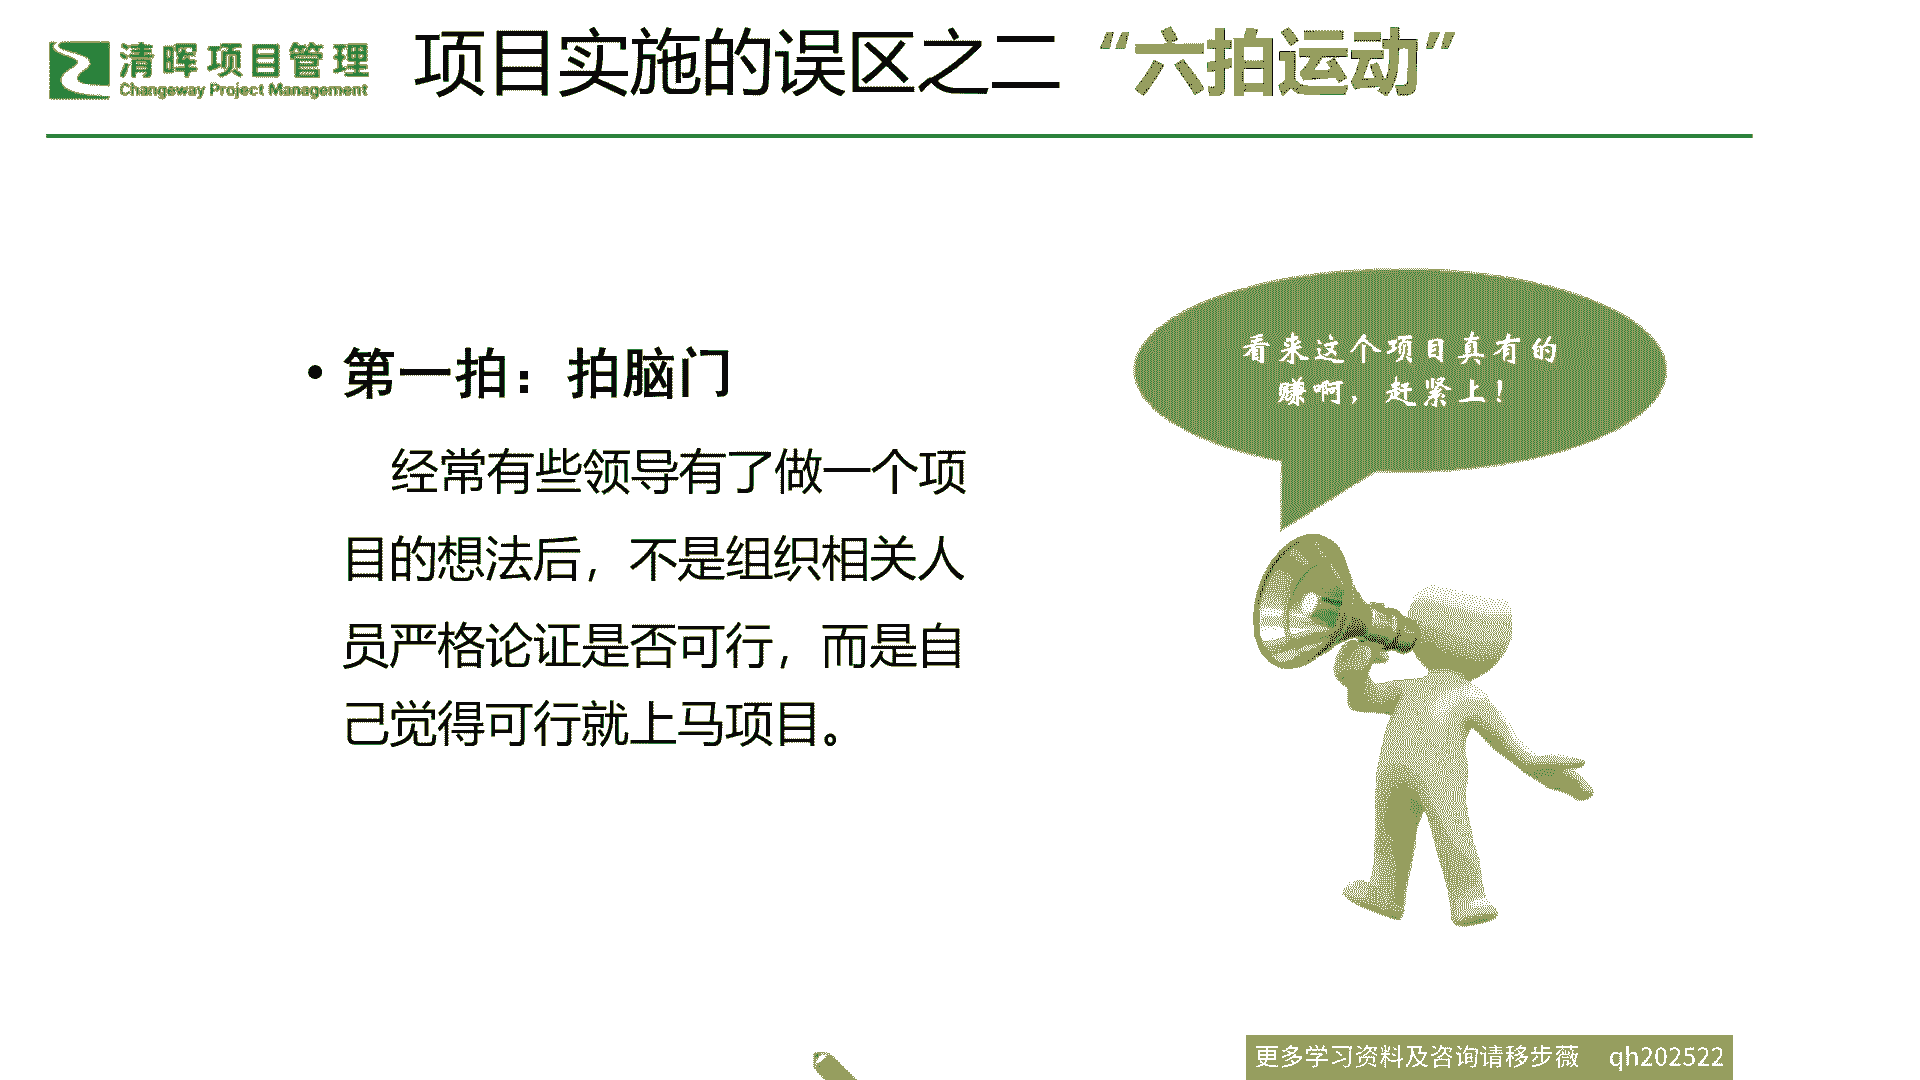 清晖项目管理
Changeway Project Management
项目实施的误区之二“六拍运动”
看来这个项目真有的
赚啊，赶紧上！
• 第一拍：拍脑门
经常有些领导有了做一个项
目的想法后，不是组织相关人
员严格论证是否可行，而是自
己觉得可行就上马项目。
更多学习资料及咨询请移步薇 qh202522